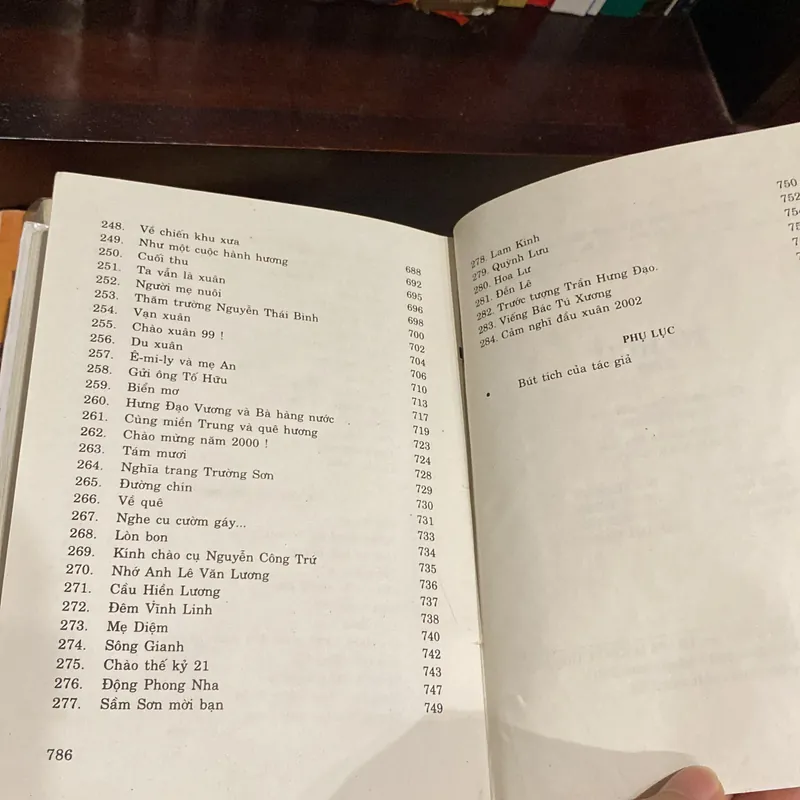 248. Về chiến khu xưa 688
249. Như một cuộc hành hương 692
250. Cuối thu 695
251. Ta vẫn là xuân 696
252. Người mẹ nuôi 698
253. Thăm trường Nguyễn Thái Bình 700
254. Vạn xuân 702
255. Chào xuân 99 ! 704
256. Du xuân 706
257. Ê-mi-ly và mẹ An 710
258. Gửi ông Tố Hữu 713
259. Biển mơ 717
260. Hưng Đạo Vương và Bà hàng nước 719
261. Cùng miền Trung và quê hương 723
262. Chào mừng năm 2000 ! 724
263. Tám mươi 728
264. Nghĩa trang Trường Sơn 729
265. Đường chín 730
266. Về quê 731
267. Nghe cu cườm gáy... 733
268. Lòn bon 734
269. Kính chào cụ Nguyễn Công Trứ 735
270. Nhớ Anh Lê Văn Lương 736
271. Cầu Hiền Lương 737
272. Đêm Vĩnh Linh 738
273. Mẹ Diệm 740
274. Sông Gianh 742
275. Chào thế kỷ 21 743
276. Động Phong Nha 747
277. Sầm Sơn mời bạn 749
786
278. Lam Kinh 750
279. Quỳnh Lưu 752
280. Hoa Lư
281. Đền Lê
282. Trước tượng Trần Hưng Đạo.
283. Viếng Bác Tú Xương
284. Cảm nghĩ đầu xuân 2002
PHỤ LỤC
• Bút tích của tác giả